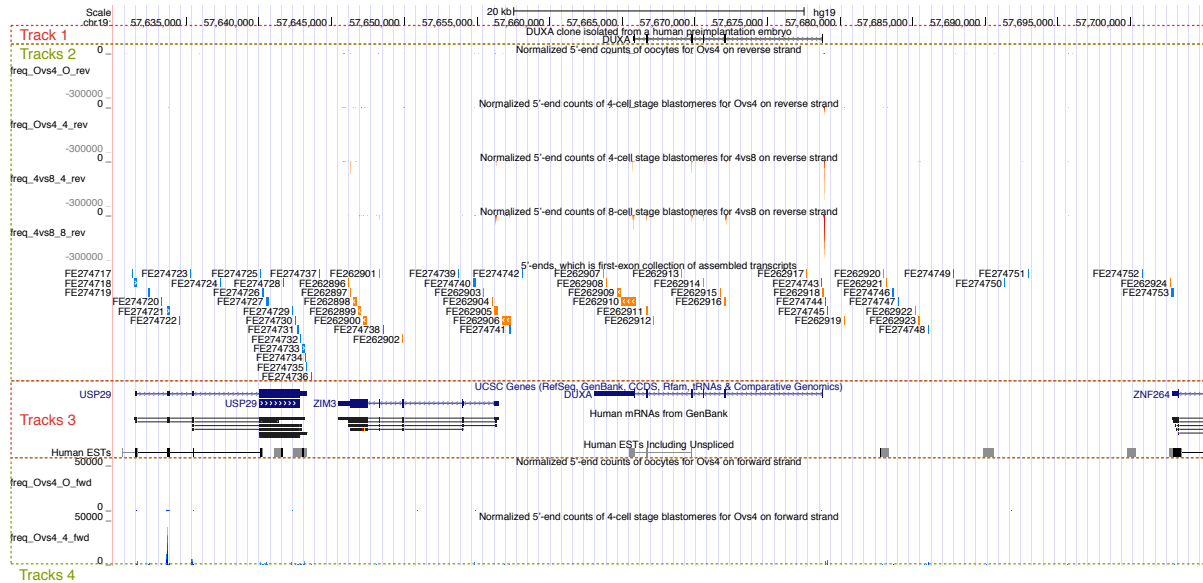 Scale 20 kb hg19
chr19: 57,635,000 57,640,000 57,645,000 57,650,000 57,655,000 57,660,000 57,665,000 57,670,000 57,675,000 57,680,000 57,685,000 57,690,000 57,695,000 57,700,000
Track 1
DUXA clone isolated from a human preimplantation embryo
DUXA
Tracks 2
Normalized 5'-end counts of oocytes for Ovs4 on reverse strand
0
freq_Ovs4_O_rev
-300000
Normalized 5'-end counts of 4-cell stage blastomeres for Ovs4 on reverse strand
0
freq_Ovs4_4_rev
-300000
Normalized 5'-end counts of 4-cell stage blastomeres for 4vs8 on reverse strand
0
freq_4vs8_4_rev
-300000
Normalized 5'-end counts of 8-cell stage blastomeres for 4vs8 on reverse strand
0
freq_4vs8_8_rev
-300000
5'-ends, which is first-exon collection of assembled transcripts
FE274717 FE274723 FE274725 FE274737 FE262901 FE274739 FE274742 FE262907 FE262913 FE262917 FE262920 FE274749 FE274751 FE274752
FE274718 FE274724 FE274728 FE262896 FE274740 FE262908 FE262914 FE274743 FE262921 FE274750 FE262924
FE274719 FE274726 FE262897 FE262903 FE262909 FE262915 FE262918 FE274746 FE274753
FE274720 FE274727 FE262898 FE262904 FE262910 FE262916 FE274744 FE274747
FE274721 FE274729 FE262899 FE262905 FE262911 FE274745 FE262922
FE274722 FE274730 FE262900 FE262906 FE262912 FE262919 FE262923
FE274731 FE274738 FE274741 FE274748
FE274732 FE262902
FE274733
FE274734
FE274735
FE274736
UCSC Genes (RefSeq, GenBank, CCDS, Rfam, tRNAs & Comparative Genomics)
USP29 DUXA ZNF264
USP29 ZIM3
Human mRNAs from GenBank
Tracks 3
Human ESTs Including Unspliced
Human ESTs
Normalized 5'-end counts of oocytes for Ovs4 on forward strand
50000
freq_Ovs4_O_fwd
0
Normalized 5'-end counts of 4-cell stage blastomeres for Ovs4 on forward strand
50000
freq_Ovs4_4_fwd
0
Tracks 4